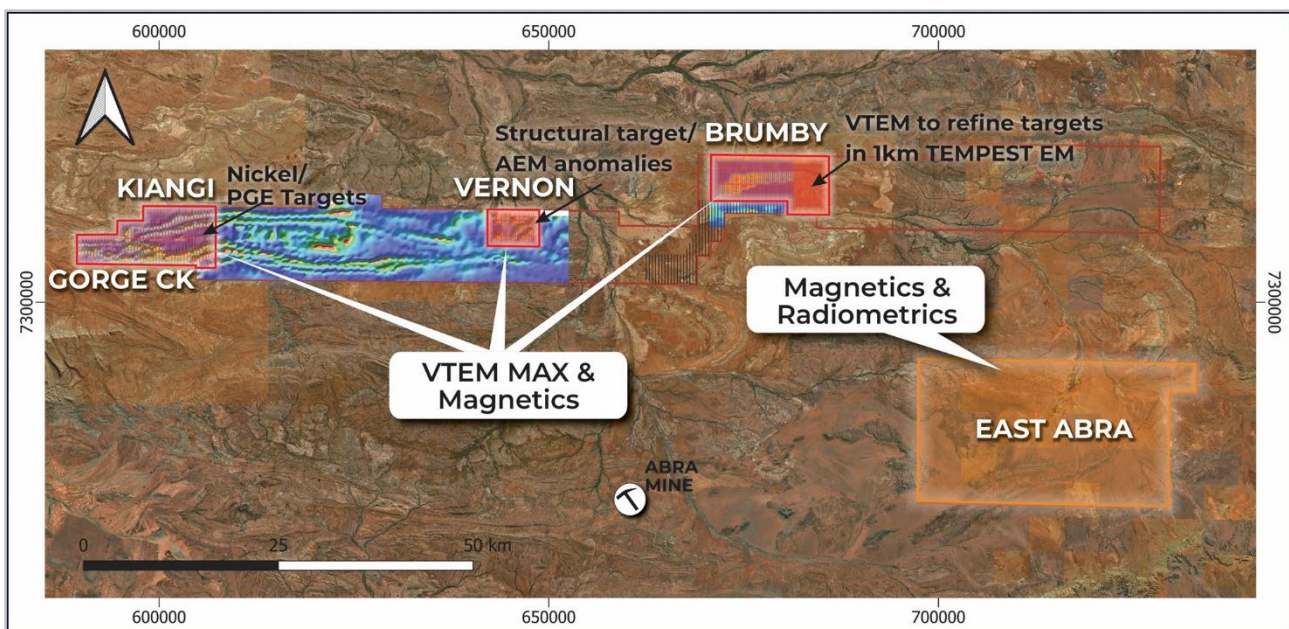 600000
650000
700000
Structural target/
AEM anomalies
BRUMBY
VTEM to refine targets
in 1km TEMPEST EM
KIANGI
Nickel/
PGE Targets
VERNON
GORGE CK
7300000
7300000
Magnetics &
Radiometrics
VTEM MAX &
Magnetics
EAST ABRA
ABRA
MINE
0
25
50 km
600000
650000
700000